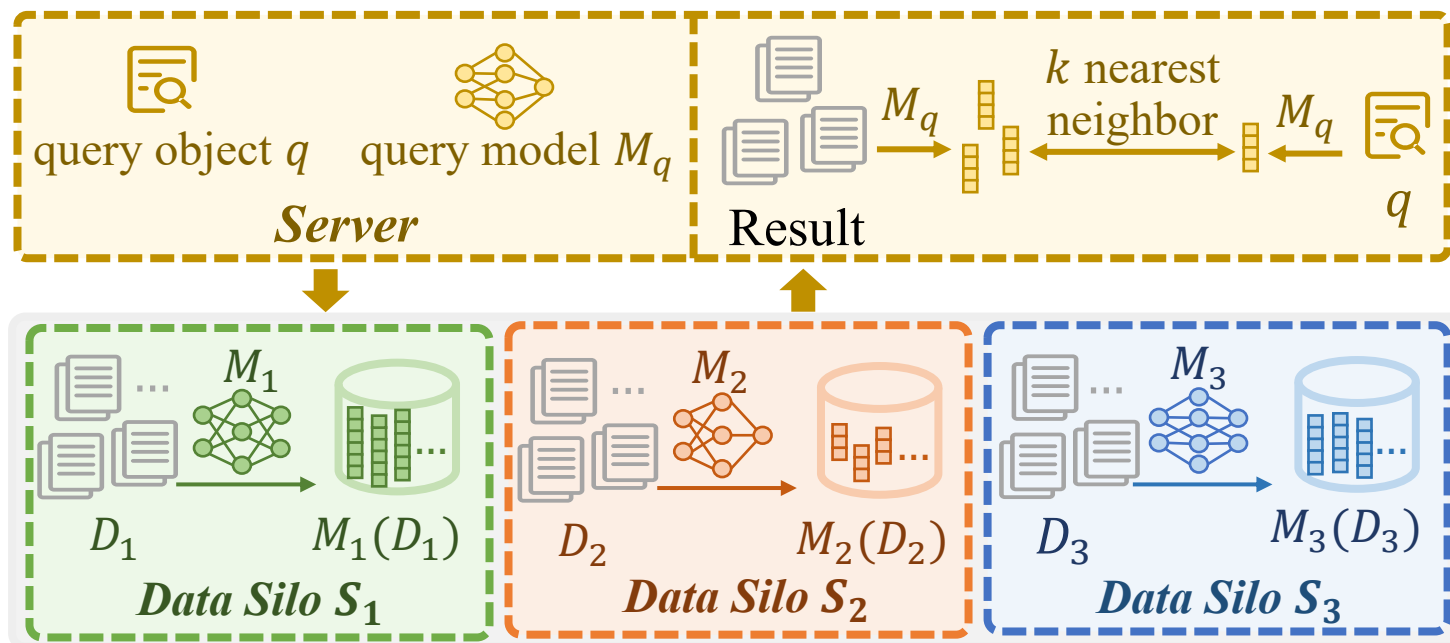 query object q
query model M_q
Server
M_q
k nearest
neighbor
M_q
q
Result
M_1
...
...
D_1
M_1(D_1)
Data Silo S_1
M_2
...
...
D_2
M_2(D_2)
Data Silo S_2
M_3
...
...
D_3
M_3(D_3)
Data Silo S_3